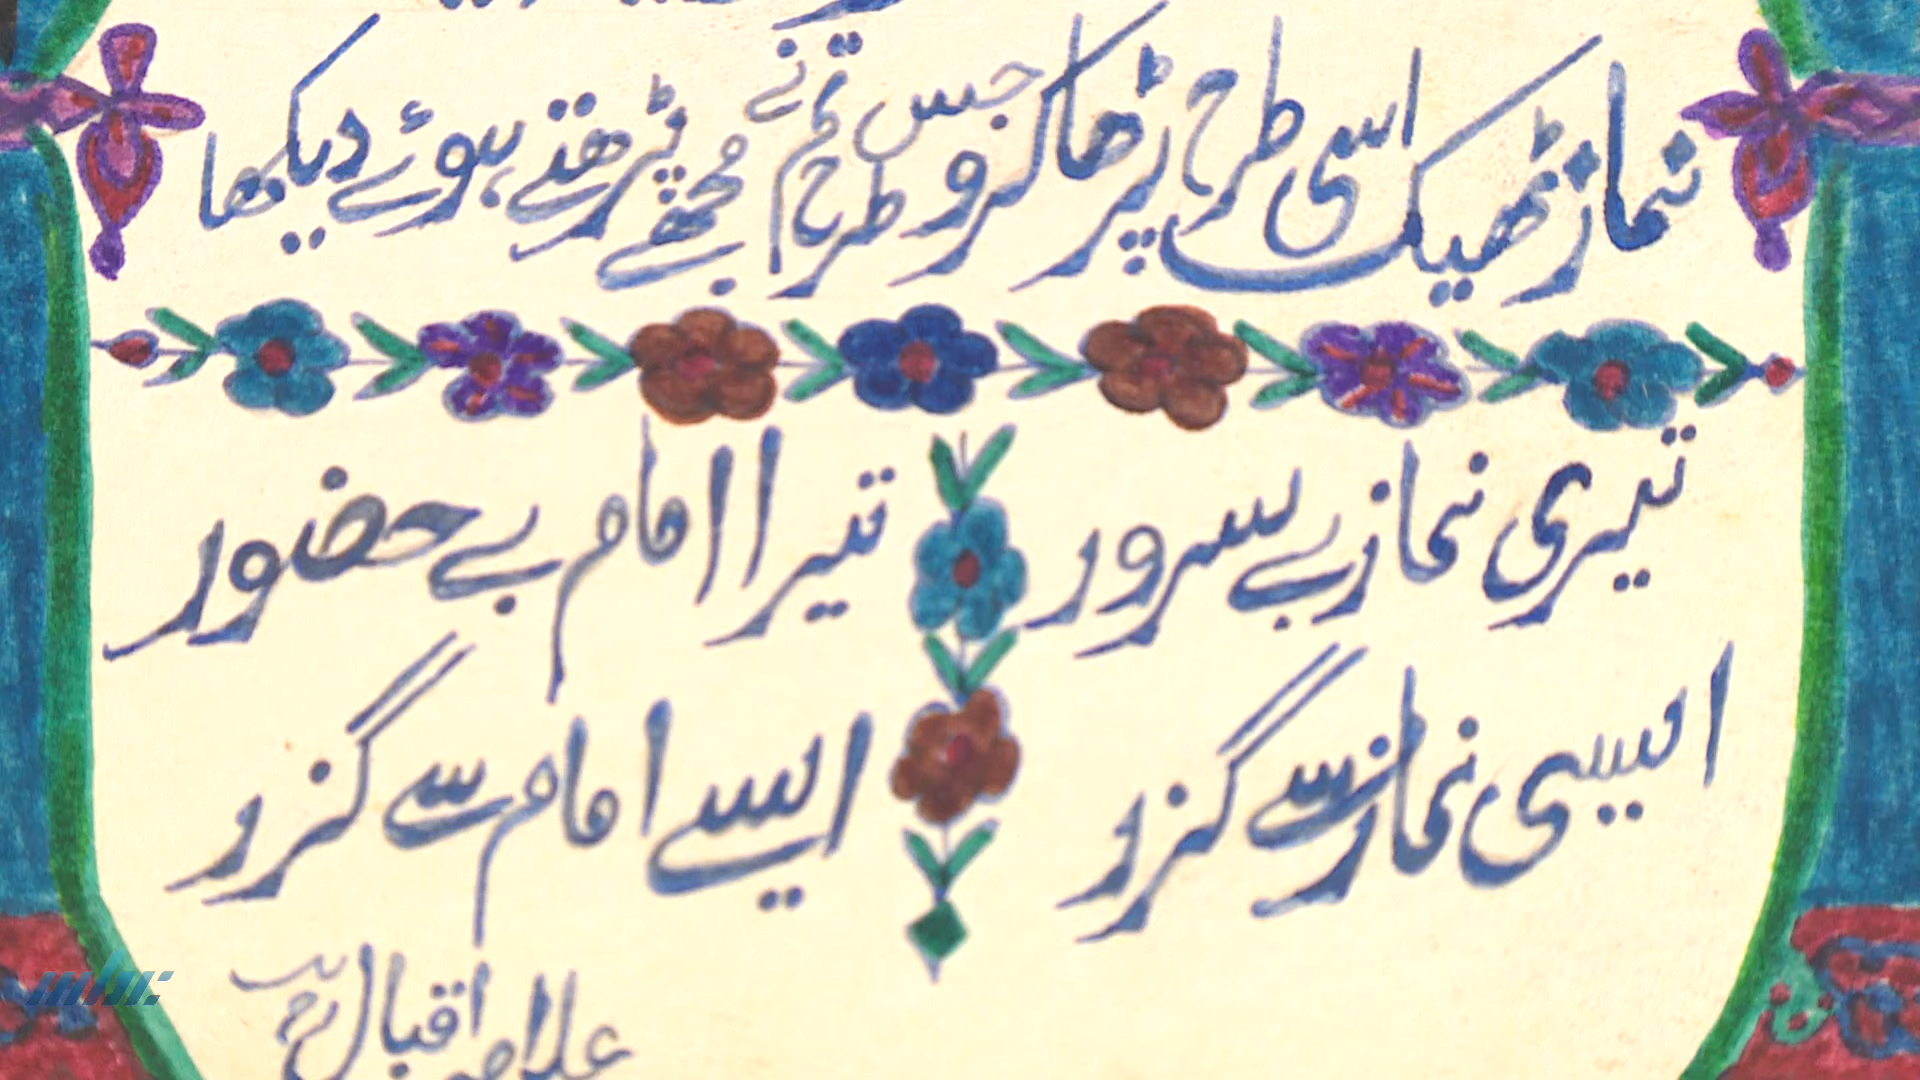 نماز ٹھیک اسی طرح پڑھا کرو جس طرح تم نے مجھے پڑھتے ہوئے دیکھا
تیری نماز بے سرور تیرا امام بے حضور
ایسی نماز سے گزر ایسے امام سے گزر
علامہ اقبالؒ